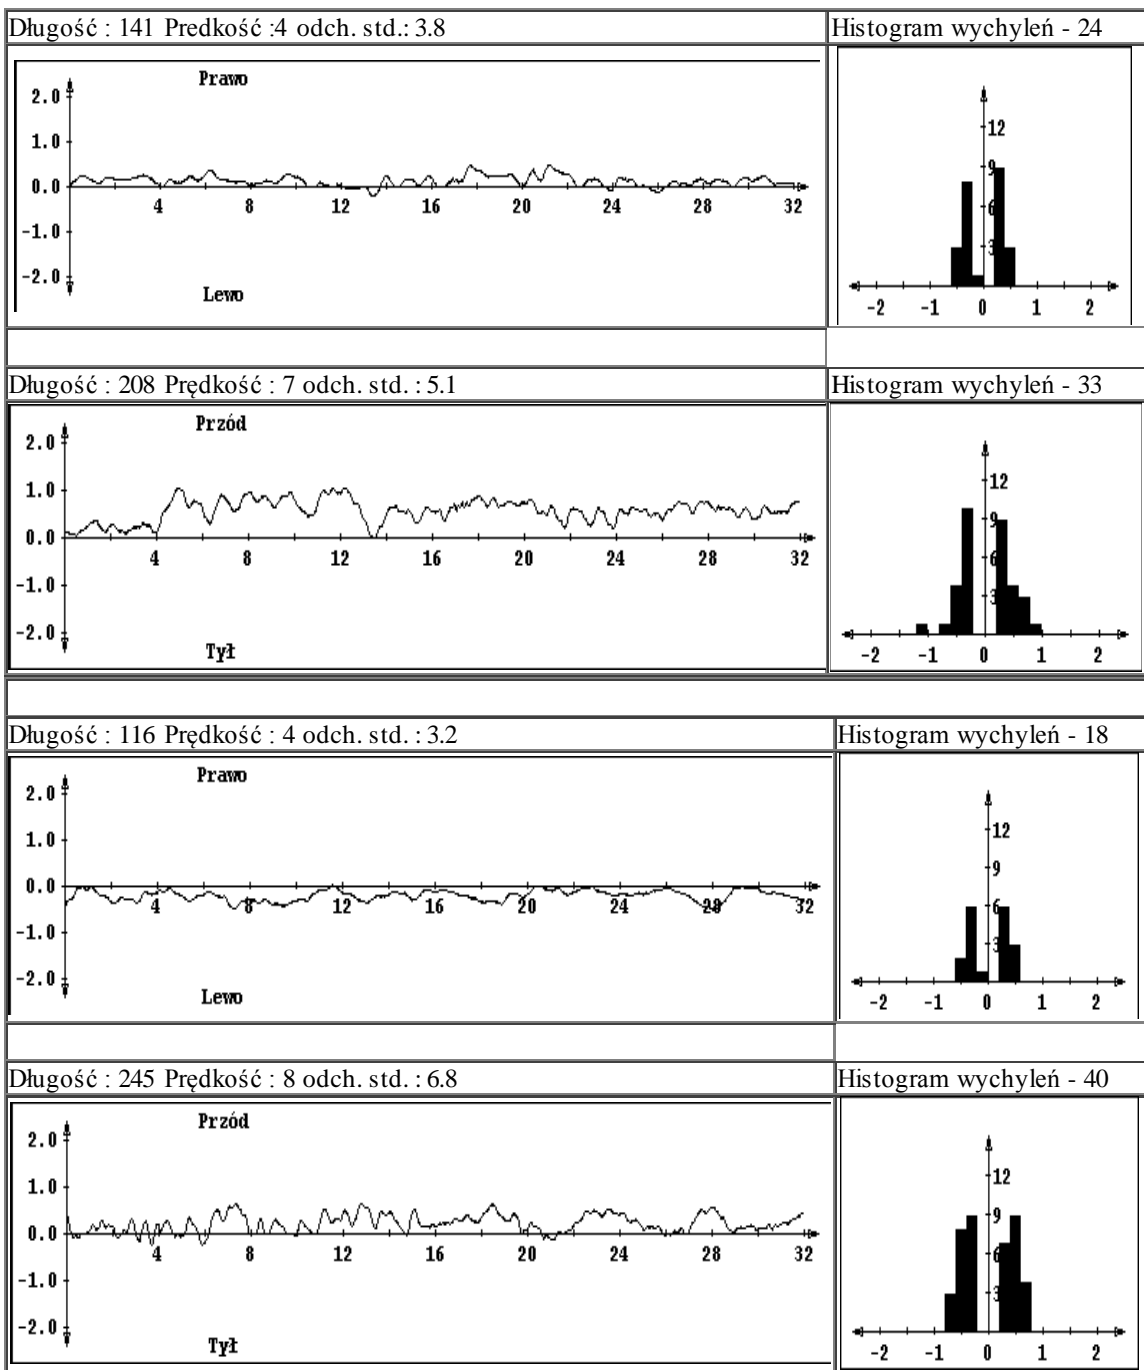 Długość : 141 Predkość :4 odch. std.: 3.8
Histogram wychyleń - 24
Prawo
2.0
1.0
0.0
-1.0
-2.0
4 8 12 16 20 24 28 32
Lewo
12
9
6
3
-2 -1 0 1 2
Długość : 208 Prędkość : 7 odch. std. : 5.1
Histogram wychyleń - 33
Przód
2.0
1.0
0.0
-1.0
-2.0
4 8 12 16 20 24 28 32
Tył
12
9
6
3
-2 -1 0 1 2
Długość : 116 Prędkość : 4 odch. std. : 3.2
Histogram wychyleń - 18
Prawo
2.0
1.0
0.0
-1.0
-2.0
4 8 12 16 20 24 28 32
Lewo
12
9
6
3
-2 -1 0 1 2
Długość : 245 Prędkość : 8 odch. std. : 6.8
Histogram wychyleń - 40
Przód
2.0
1.0
0.0
-1.0
-2.0
4 8 12 16 20 24 28 32
Tył
12
9
6
3
-2 -1 0 1 2